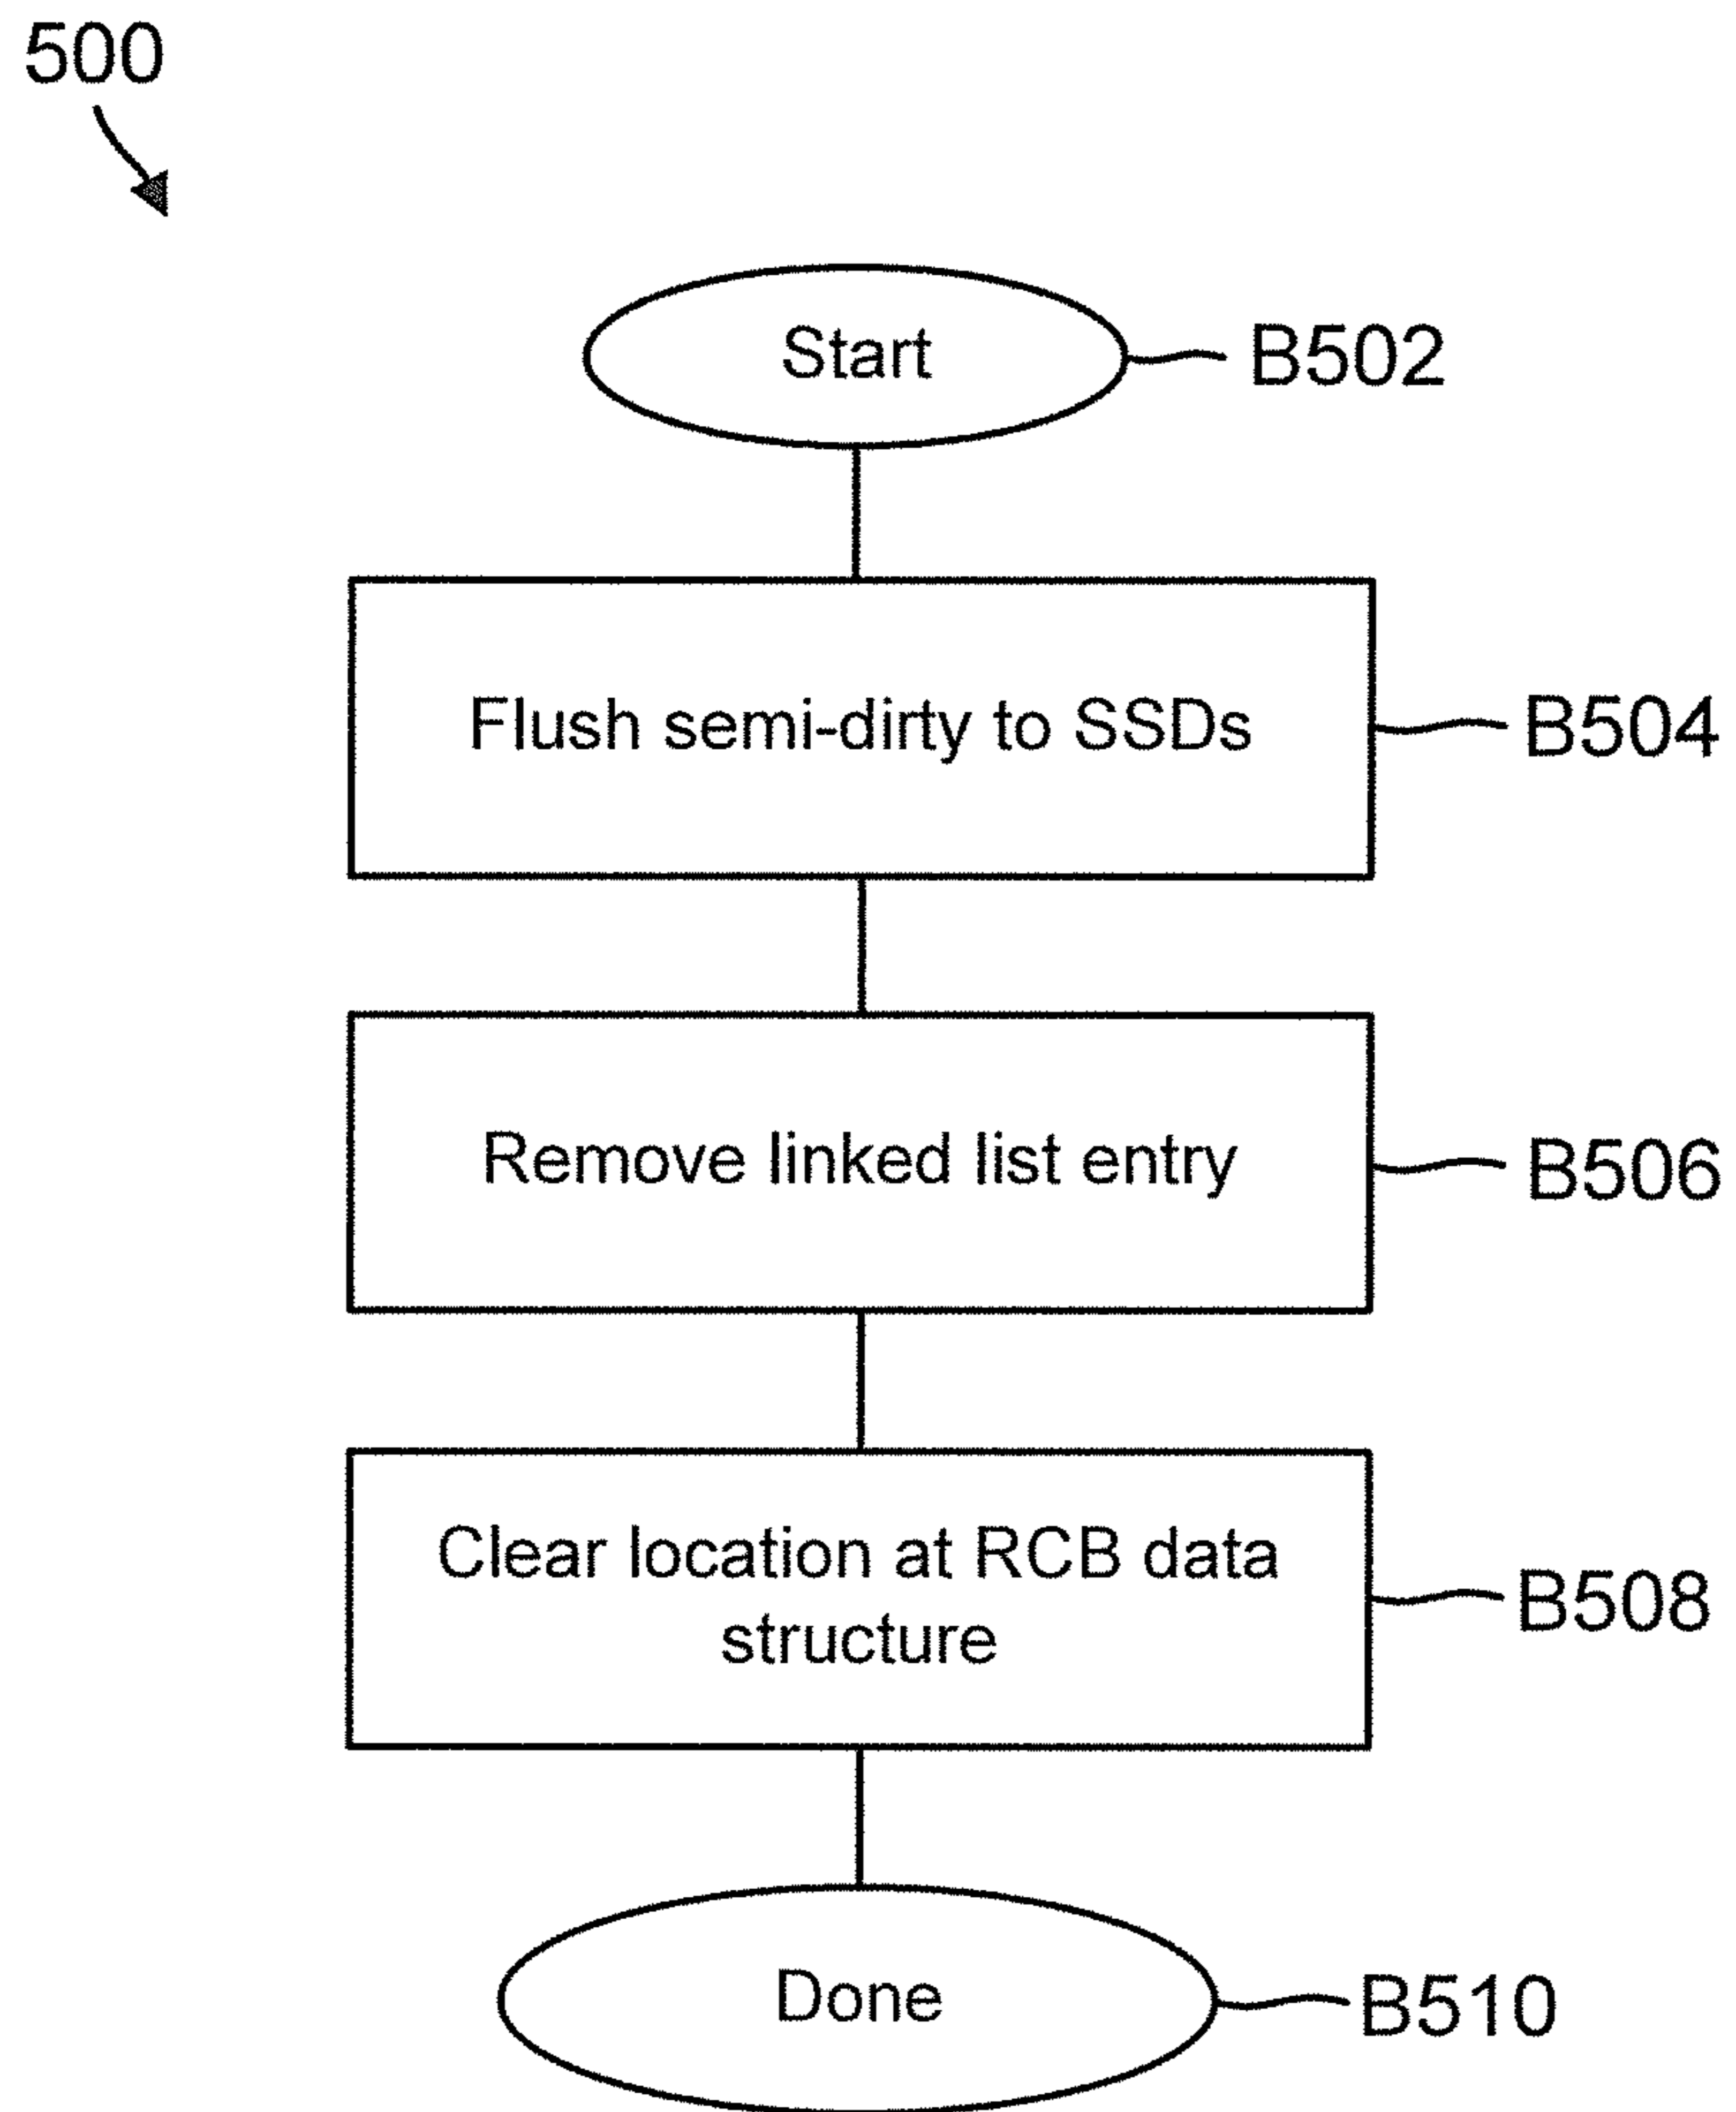 500
Start
B502
Flush semi-dirty to SSDs
B504
Remove linked list entry
B506
Clear location at RCB data
structure
B508
Done
B510